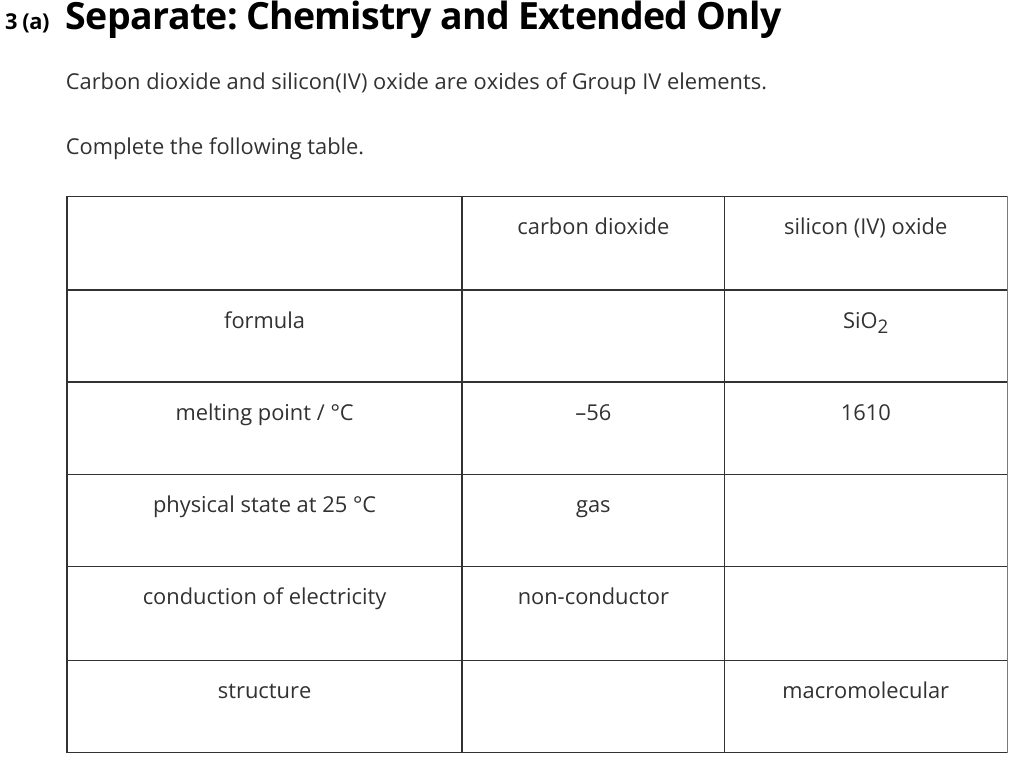 3 (a) Separate: Chemistry and Extended Only
Carbon dioxide and silicon(IV) oxide are oxides of Group IV elements.
Complete the following table.
carbon dioxide silicon (IV) oxide
formula SiO₂
melting point / °C –56 1610
physical state at 25 °C gas
conduction of electricity non-conductor
structure macromolecular